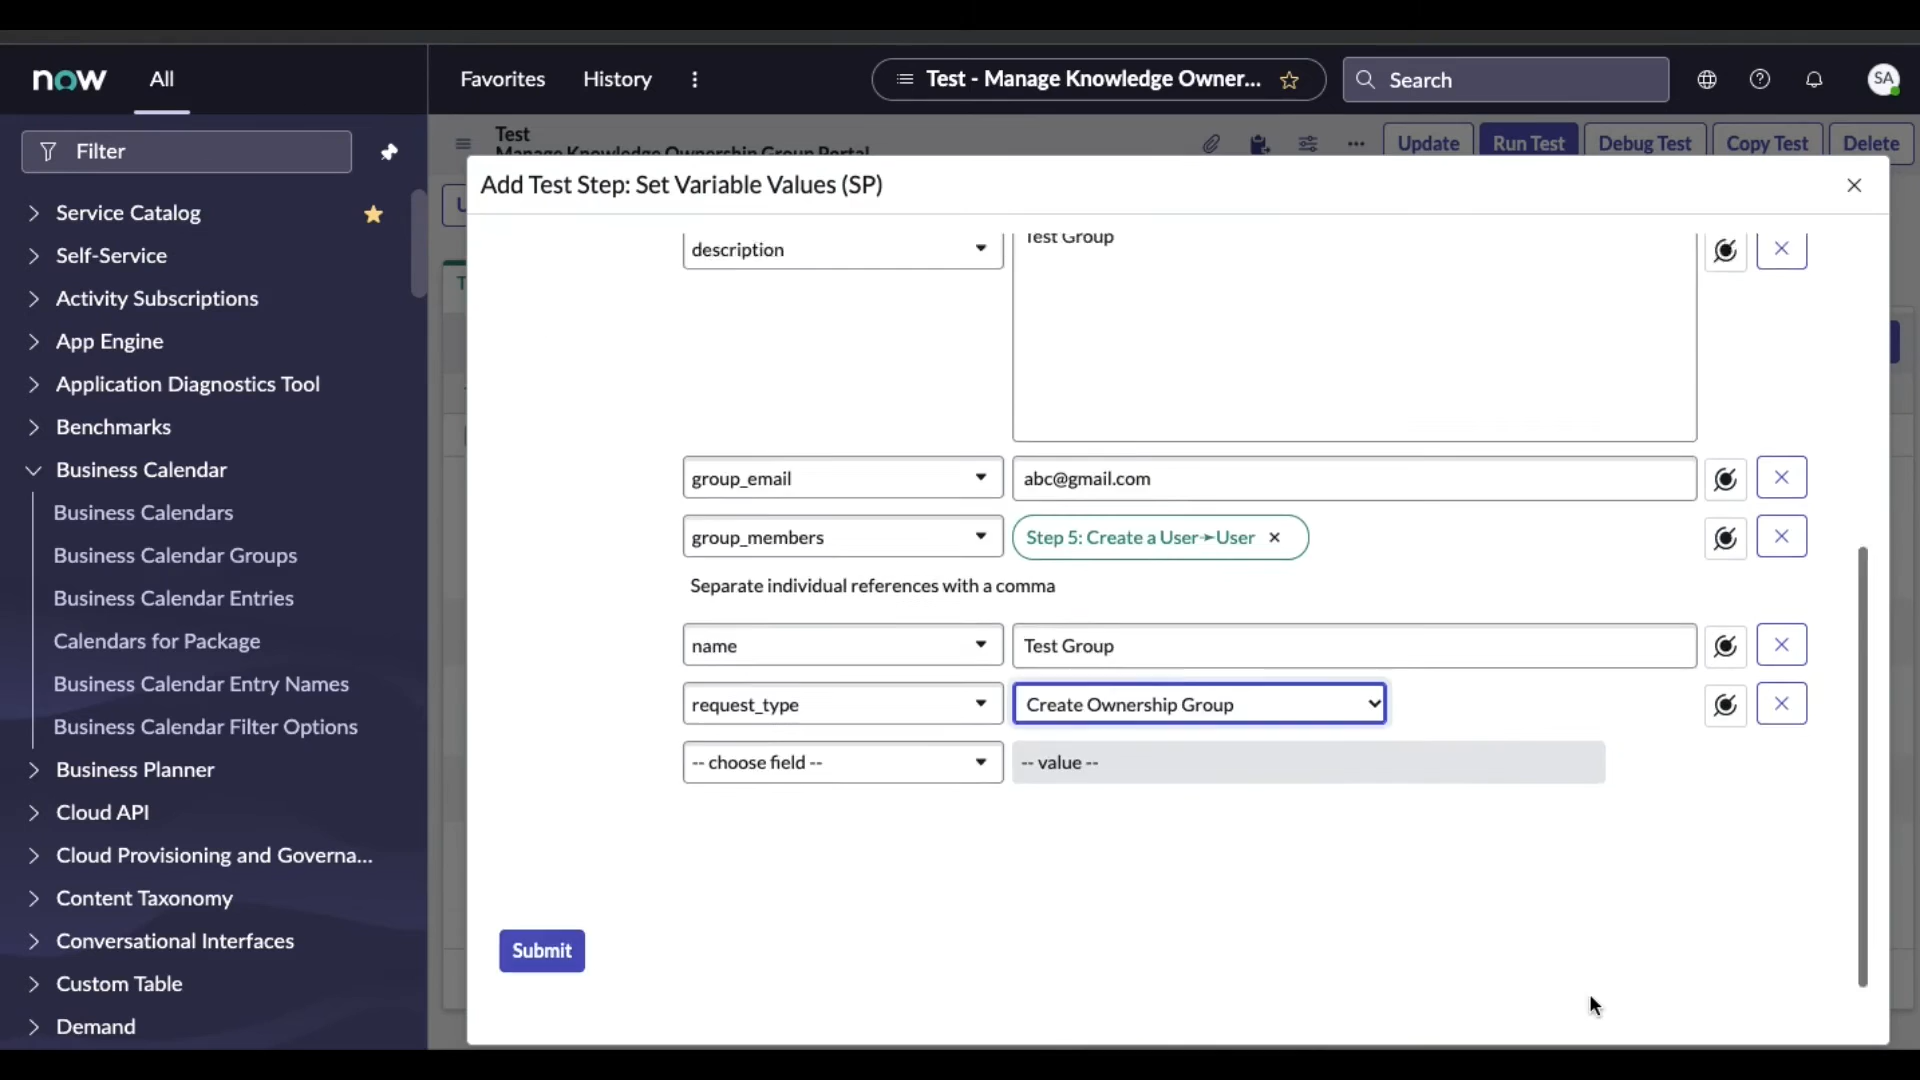 now
All
Favorites
History
Test - Manage Knowledge Owner...
Search
SA
Filter
Test
Manage Knowledge Ownership Group Portal
Update
Run Test
Debug Test
Copy Test
Delete
Add Test Step: Set Variable Values (SP)
Service Catalog
Self-Service
Activity Subscriptions
App Engine
Application Diagnostics Tool
Benchmarks
Business Calendar
Business Calendars
Business Calendar Groups
Business Calendar Entries
Calendars for Package
Business Calendar Entry Names
Business Calendar Filter Options
Business Planner
Cloud API
Cloud Provisioning and Governa...
Content Taxonomy
Conversational Interfaces
Custom Table
Demand
description
Test Group
group_email
abc@gmail.com
group_members
Step 5: Create a User➛User
Separate individual references with a comma
name
Test Group
request_type
Create Ownership Group
-- choose field --
-- value --
Submit